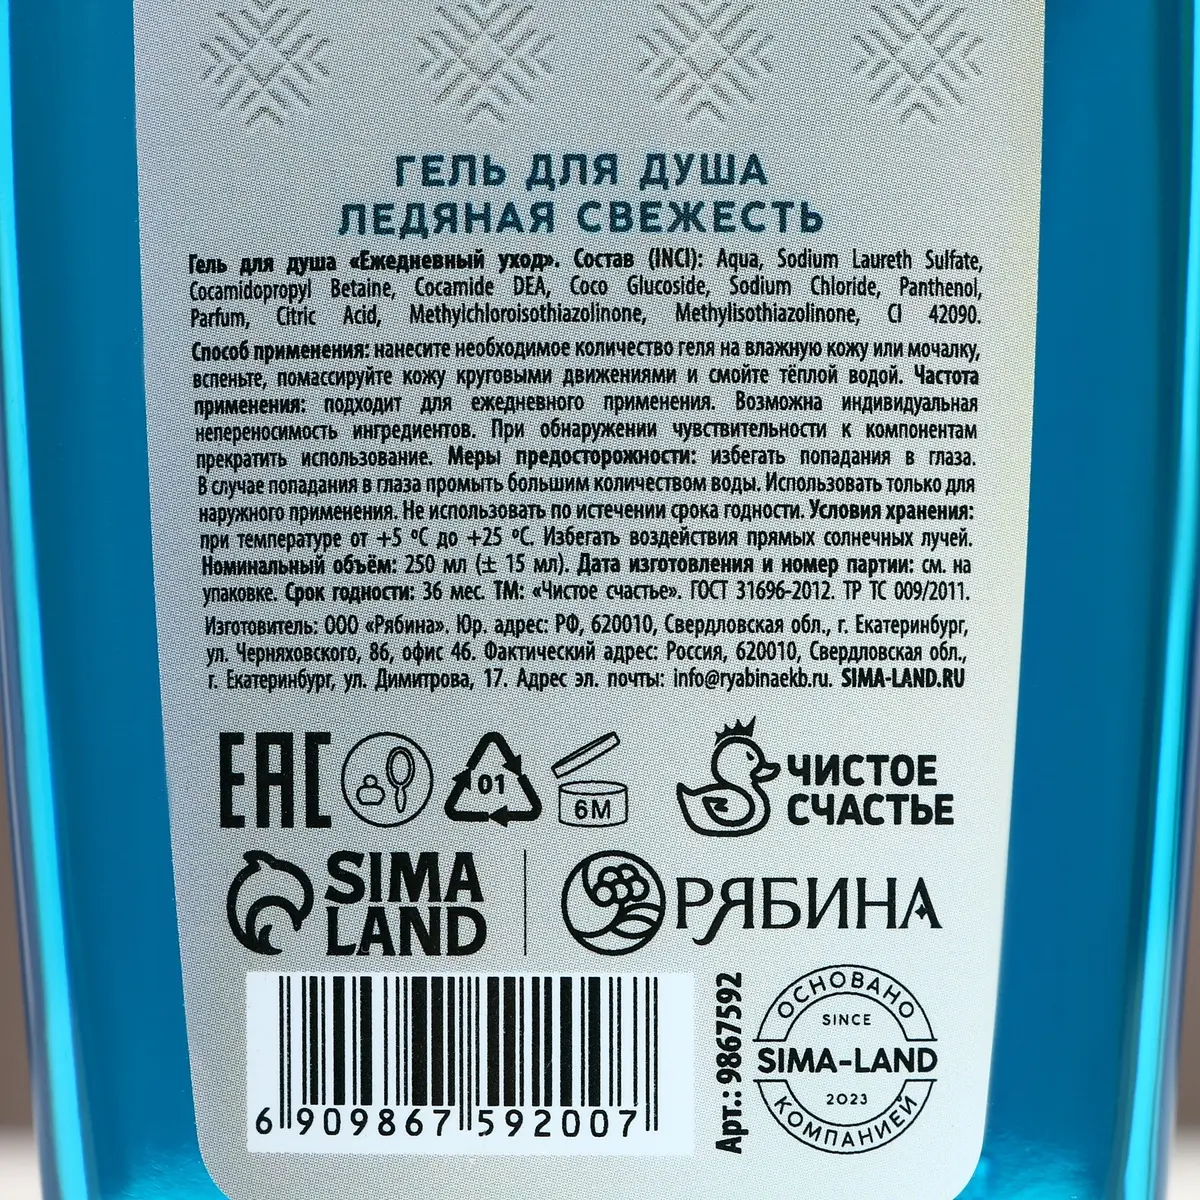 ГЕЛЬ ДЛЯ ДУША
ЛЕДЯНАЯ СВЕЖЕСТЬ
Гель для душа «Ежедневный уход». Состав (INCI): Aqua, Sodium Laureth Sulfate,
Cocamidopropyl Betaine, Cocamide DEA, Coco Glucoside, Sodium Chloride, Panthenol,
Parfum, Citric Acid, Methylchloroisothiazolinone, Methylisothiazolinone, CI 42090.
Способ применения: нанесите необходимое количество геля на влажную кожу или мочалку,
вспеньте, помассируйте кожу круговыми движениями и смойте тёплой водой. Частота
применения: подходит для ежедневного применения. Возможна индивидуальная
непереносимость ингредиентов. При обнаружении чувствительности к компонентам
прекратить использование. Меры предосторожности: избегать попадания в глаза.
В случае попадания в глаза промыть большим количеством воды. Использовать только для
наружного применения. Не использовать по истечении срока годности. Условия хранения:
при температуре от +5 °C до +25 °C. Избегать воздействия прямых солнечных лучей.
Номинальный объём: 250 мл (± 15 мл). Дата изготовления и номер партии: см. на
упаковке. Срок годности: 36 мес. ТМ: «Чистое счастье». ГОСТ 31696-2012. ТР ТС 009/2011.
Изготовитель: ООО «Рябина». Юр. адрес: РФ, 620010, Свердловская обл., г. Екатеринбург,
ул. Черняховского, 86, офис 46. Фактический адрес: Россия, 620010, Свердловская обл.,
г. Екатеринбург, ул. Димитрова, 17. Адрес эл. почты: info@ryabinaekb.ru. SIMA-LAND.RU
EAC
01
6М
ЧИСТОЕ
СЧАСТЬЕ
SIMA
LAND
РЯБИНА
6 909867 592007
Арт.: 9867592
ОСНОВАНО
SINCE
SIMA-LAND
2023
КОМПАНИЕЙ